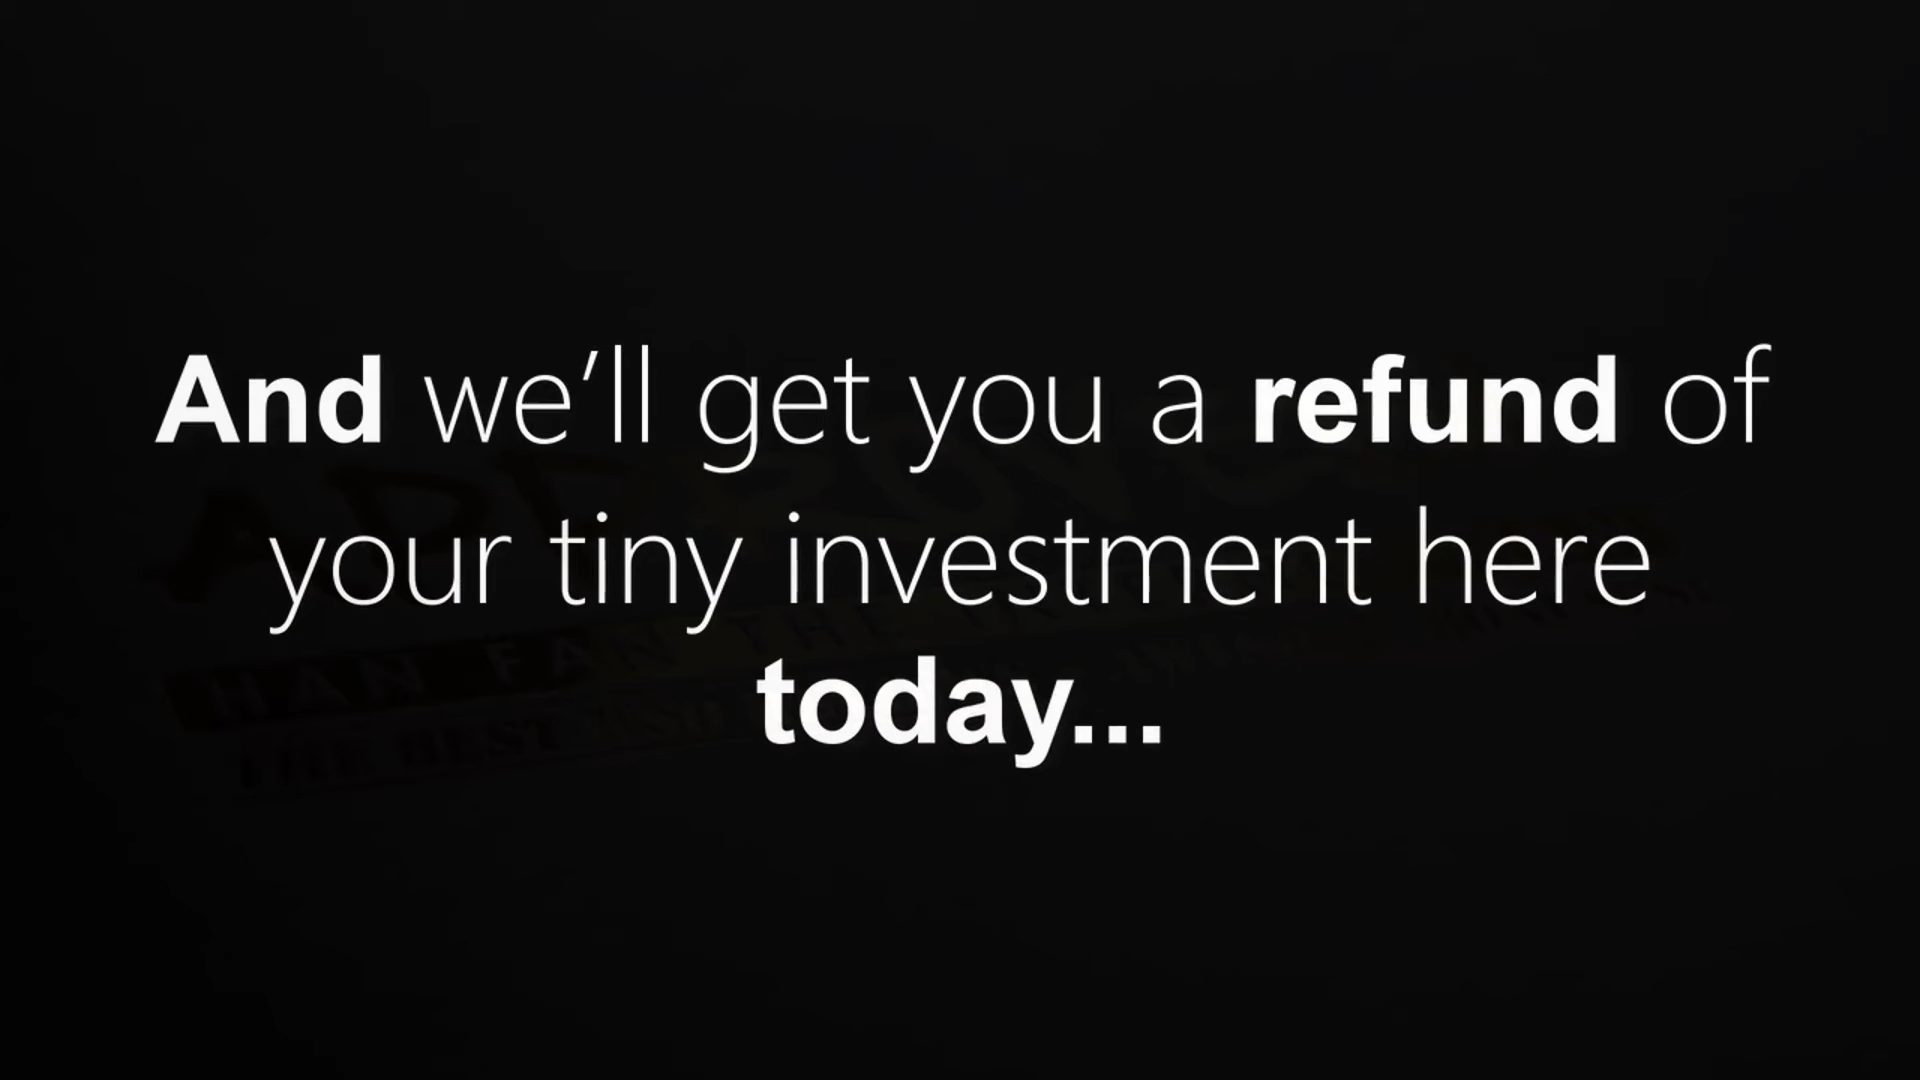 And we’ll get you a refund of
your tiny investment here
today...